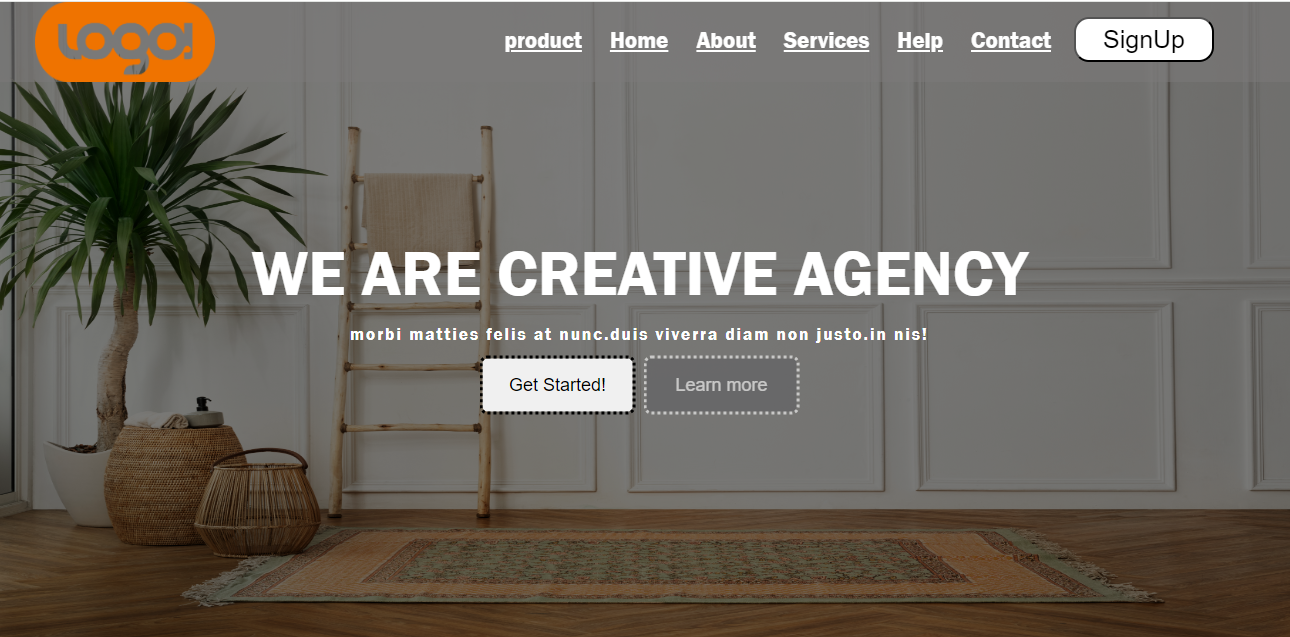 Logo!
product Home About Services Help Contact SignUp
WE ARE CREATIVE AGENCY
morbi matties felis at nunc.duis viverra diam non justo.in nis!
Get Started! Learn more